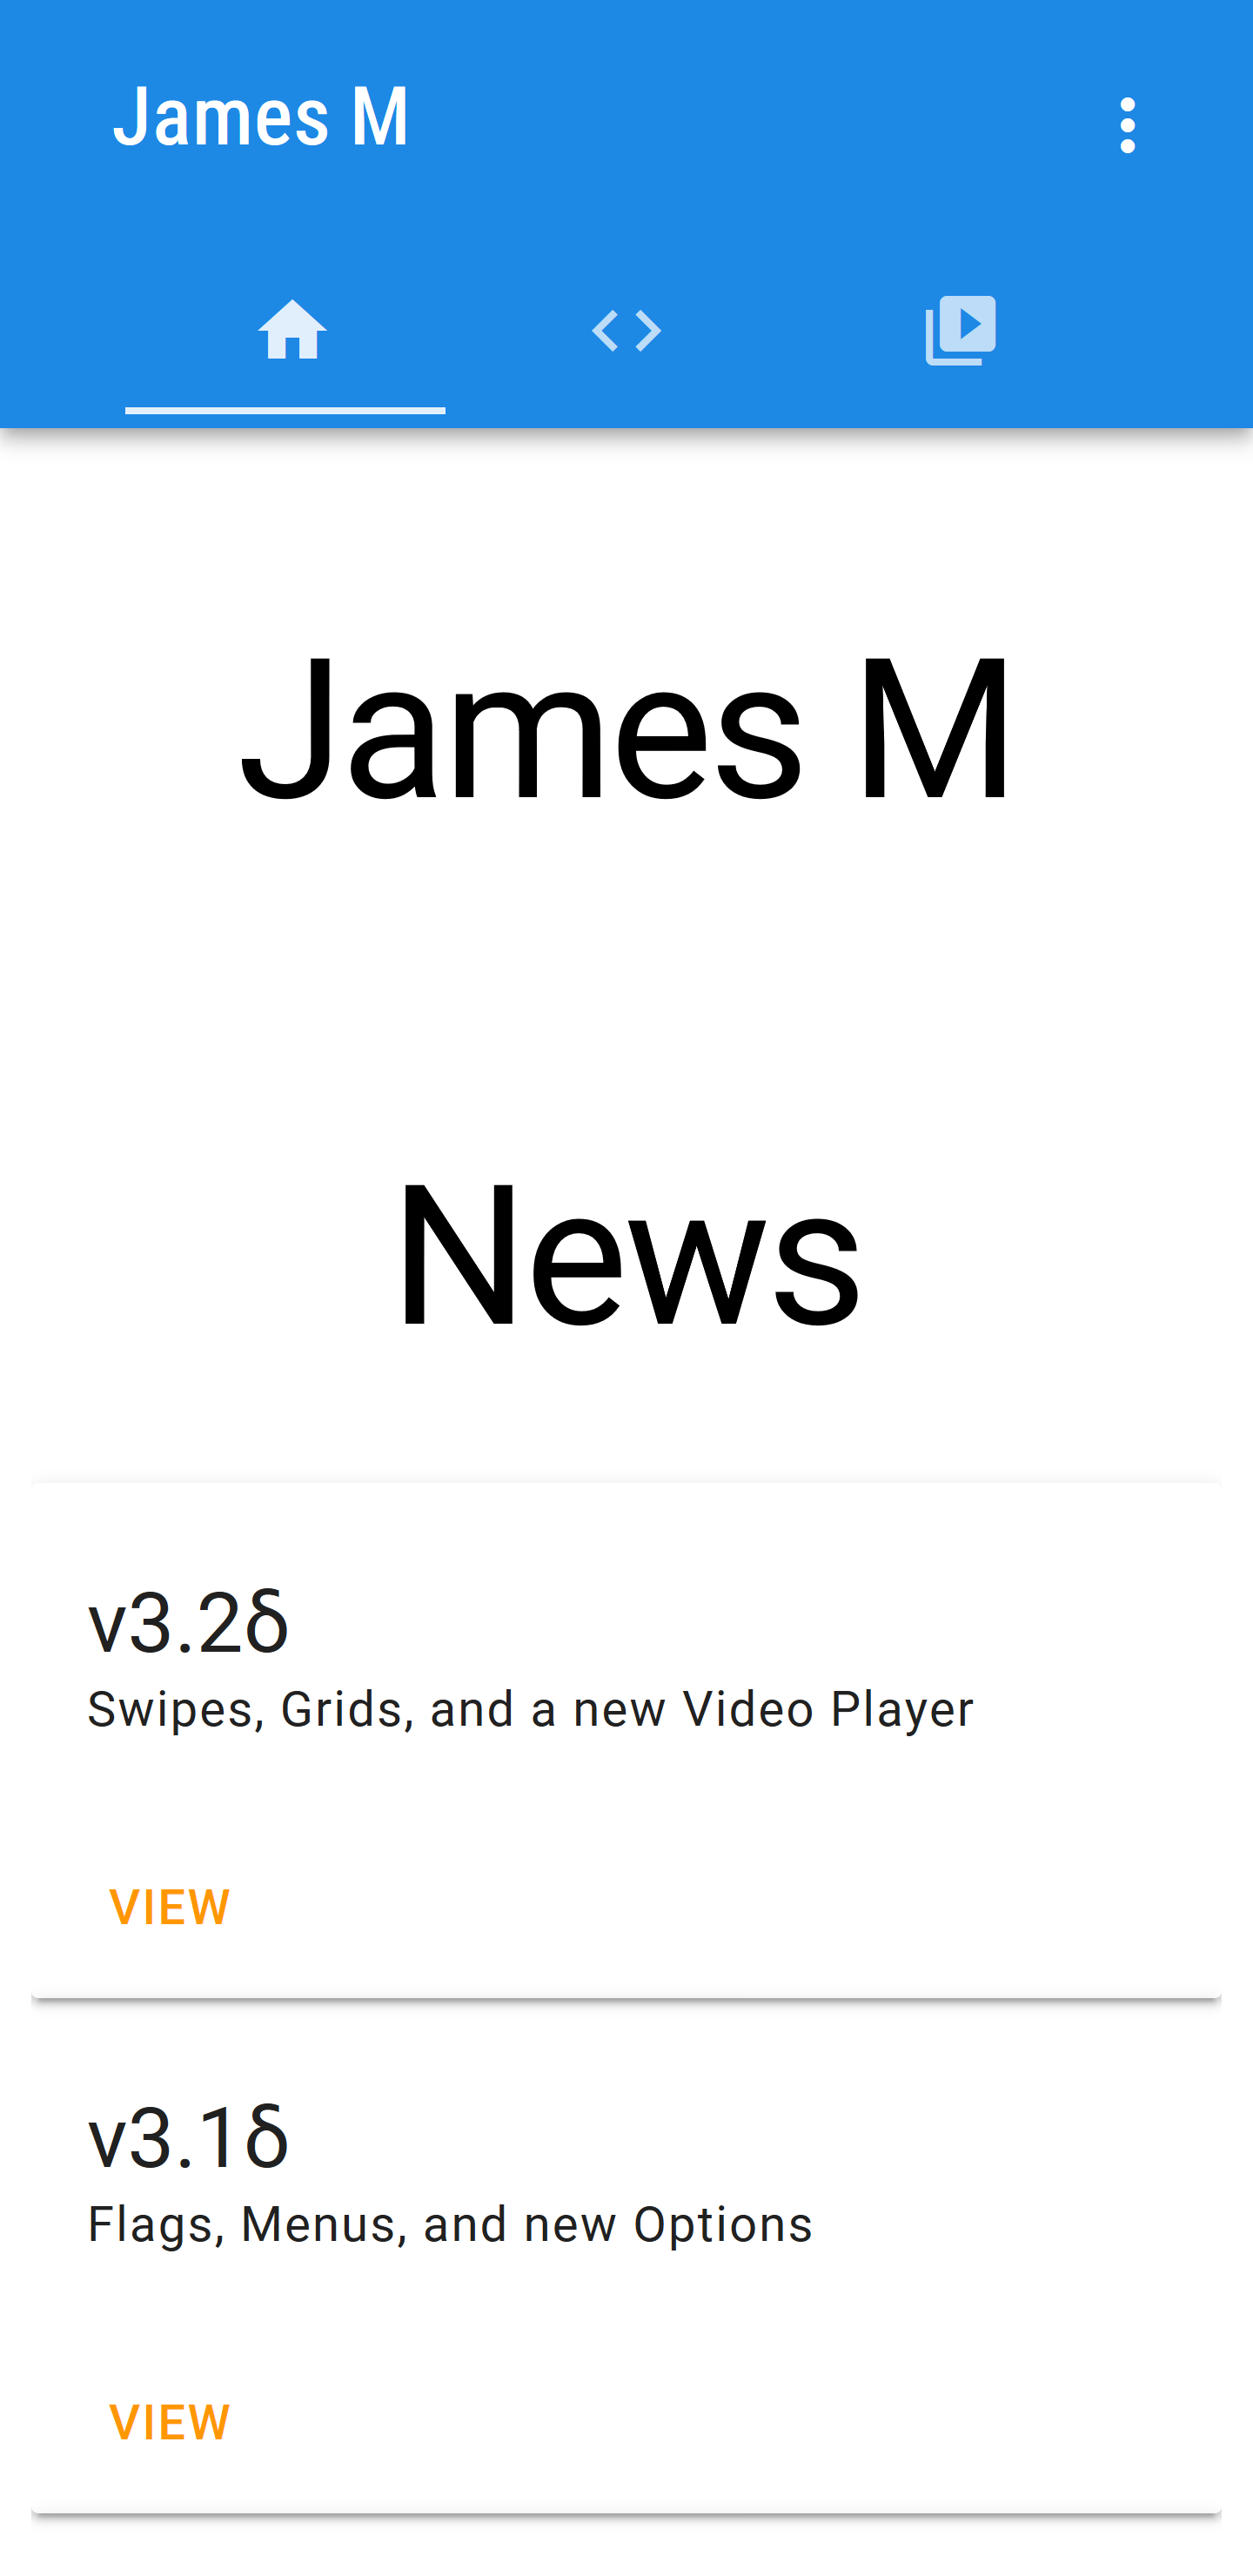 James M
James M
News
v3.2δ
Swipes, Grids, and a new Video Player
VIEW
v3.1δ
Flags, Menus, and new Options
VIEW